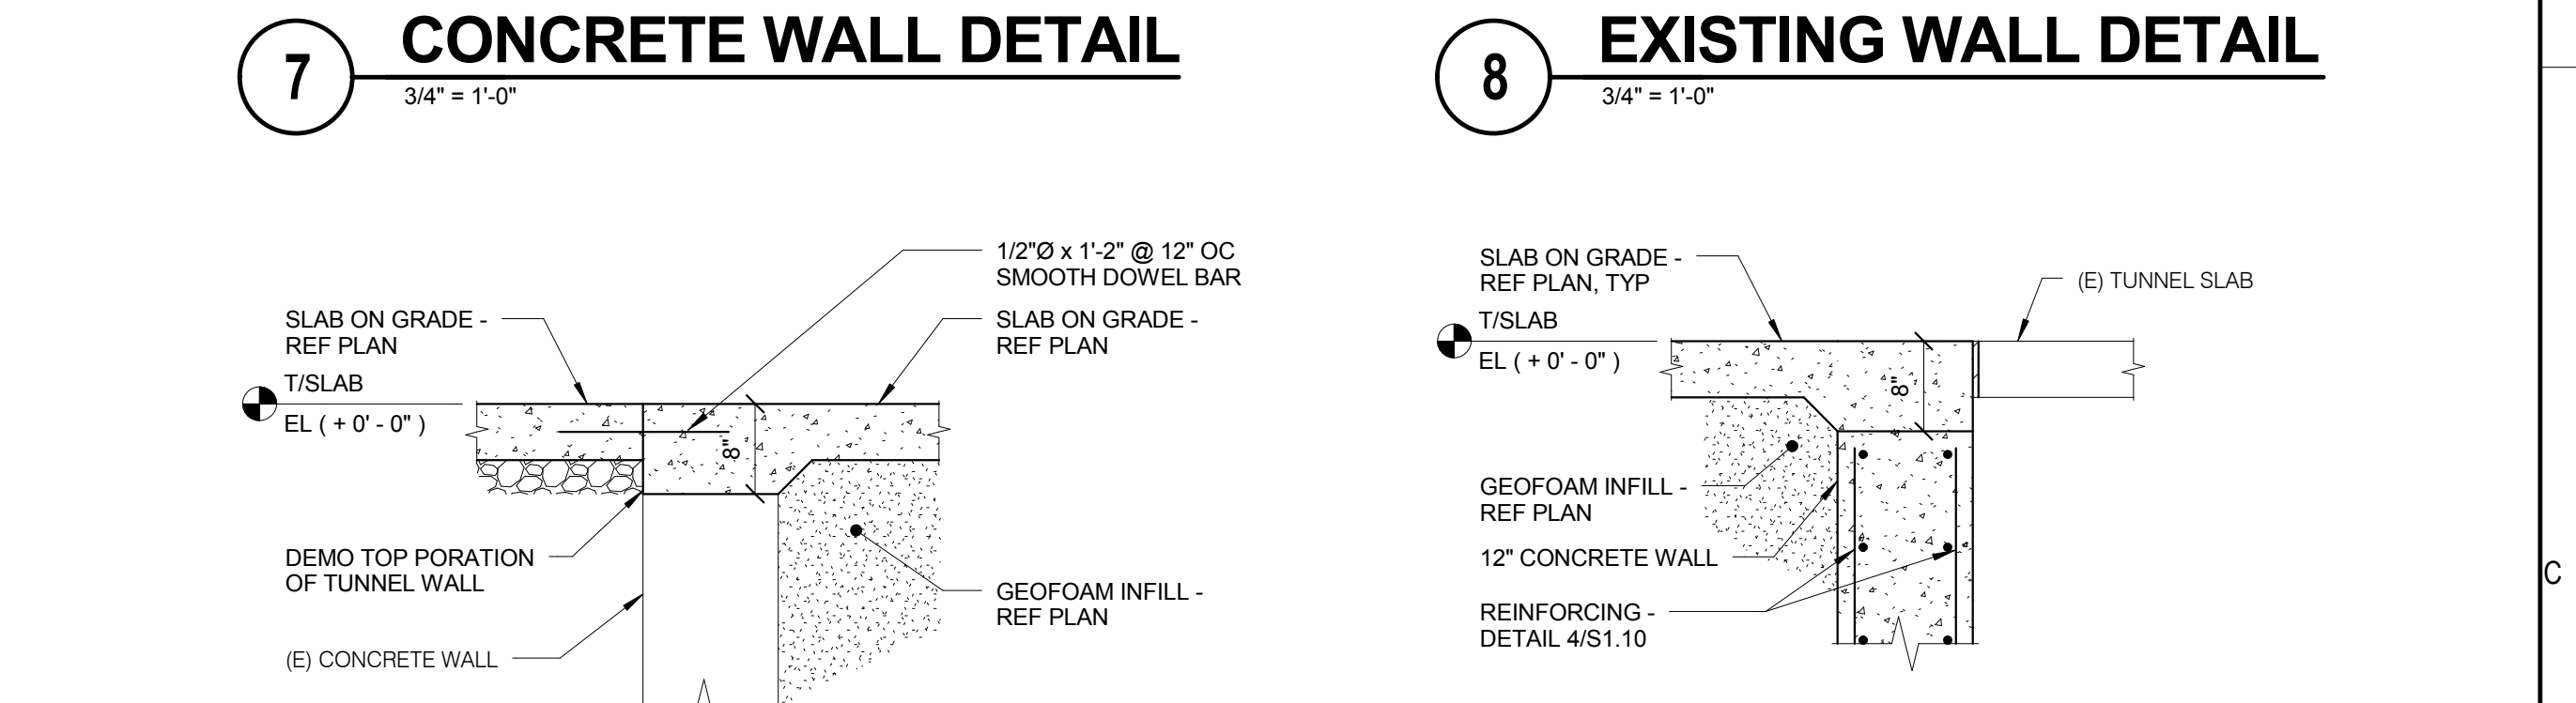 7
CONCRETE WALL DETAIL
3/4" = 1'-0"
8
EXISTING WALL DETAIL
3/4" = 1'-0"
1/2"Ø x 1'-2" @ 12" OC
SMOOTH DOWEL BAR
SLAB ON GRADE -
REF PLAN
SLAB ON GRADE -
REF PLAN
T/SLAB
EL ( + 0' - 0" )
8"
DEMO TOP PORATION
OF TUNNEL WALL
GEOFOAM INFILL -
REF PLAN
(E) CONCRETE WALL
SLAB ON GRADE -
REF PLAN, TYP
(E) TUNNEL SLAB
T/SLAB
EL ( + 0' - 0" )
8"
GEOFOAM INFILL -
REF PLAN
12" CONCRETE WALL
REINFORCING -
DETAIL 4/S1.10
C